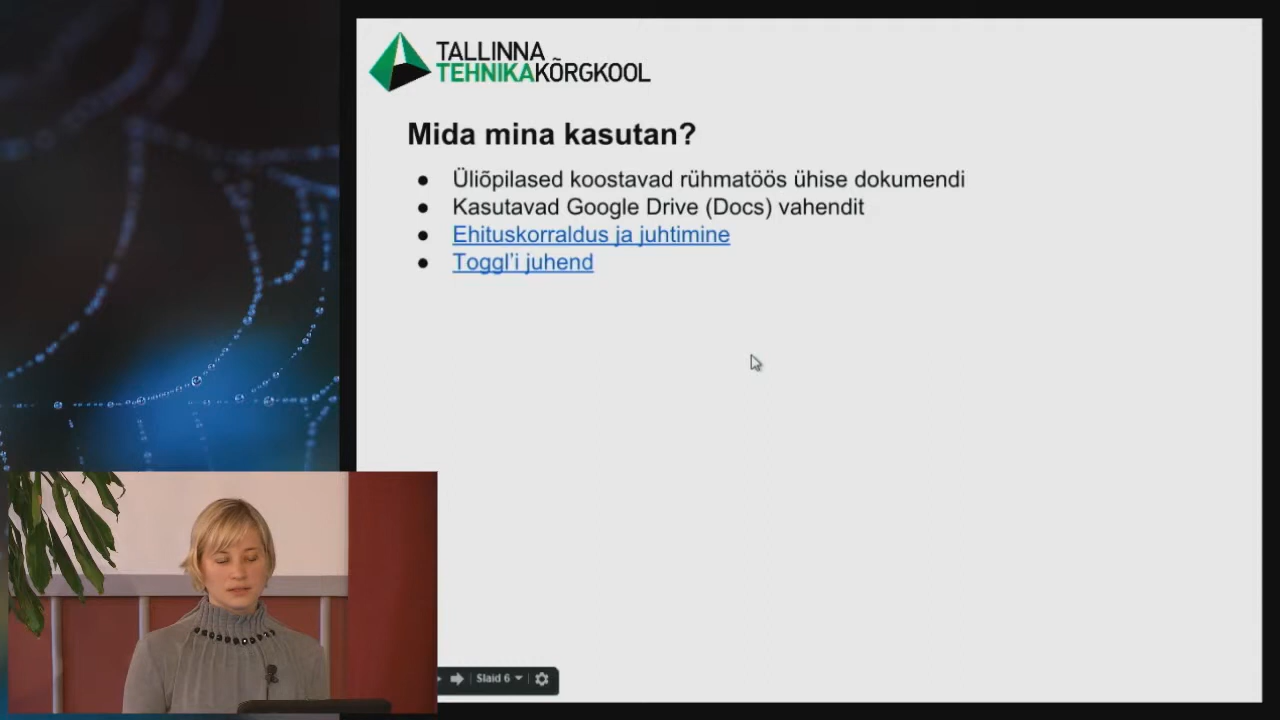 TALLINNA
TEHNIKAKÕRGKOOL
Mida mina kasutan?
Üliõpilased koostavad rühmatöös ühise dokumendi
Kasutavad Google Drive (Docs) vahendit
Ehituskorraldus ja juhtimine
Toggl'i juhend
Slaid 6